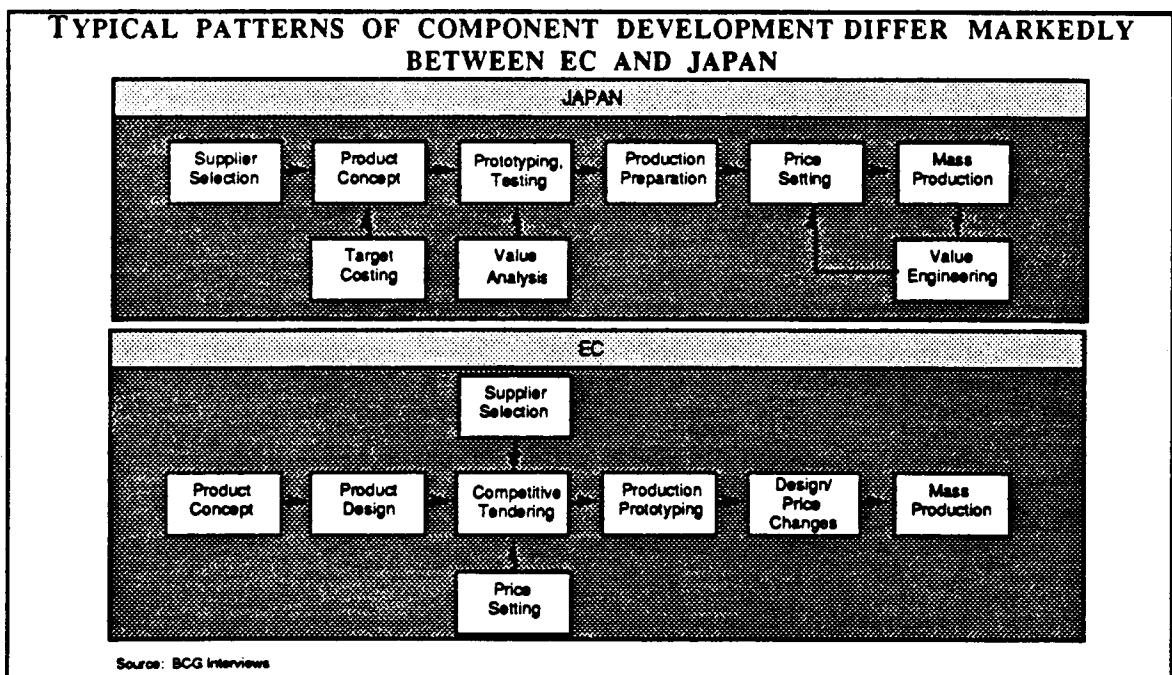 TYPICAL PATTERNS OF COMPONENT DEVELOPMENT DIFFER MARKEDLY
BETWEEN EC AND JAPAN
JAPAN
Supplier
Selection
Product
Concept
Prototyping,
Testing
Production
Preparation
Price
Setting
Mass
Production
Target
Costing
Value
Analysis
Value
Engineering
EC
Supplier
Selection
Product
Concept
Product
Design
Competitive
Tendering
Production
Prototyping
Design/
Price
Changes
Mass
Production
Price
Setting
Source: BCG Interviews